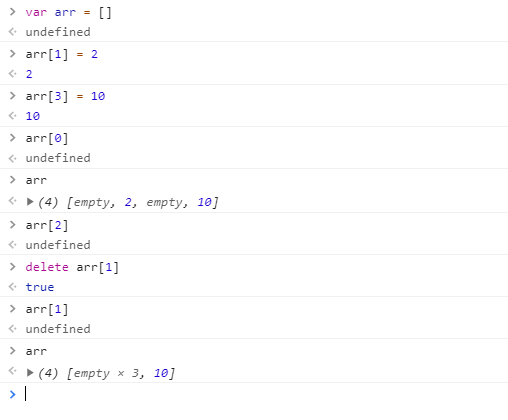 > var arr = []
< undefined
> arr[1] = 2
< 2
> arr[3] = 10
< 10
> arr[0]
< undefined
> arr
< ▶ (4) [empty, 2, empty, 10]
> arr[2]
< undefined
> delete arr[1]
< true
> arr[1]
< undefined
> arr
< ▶ (4) [empty × 3, 10]
>